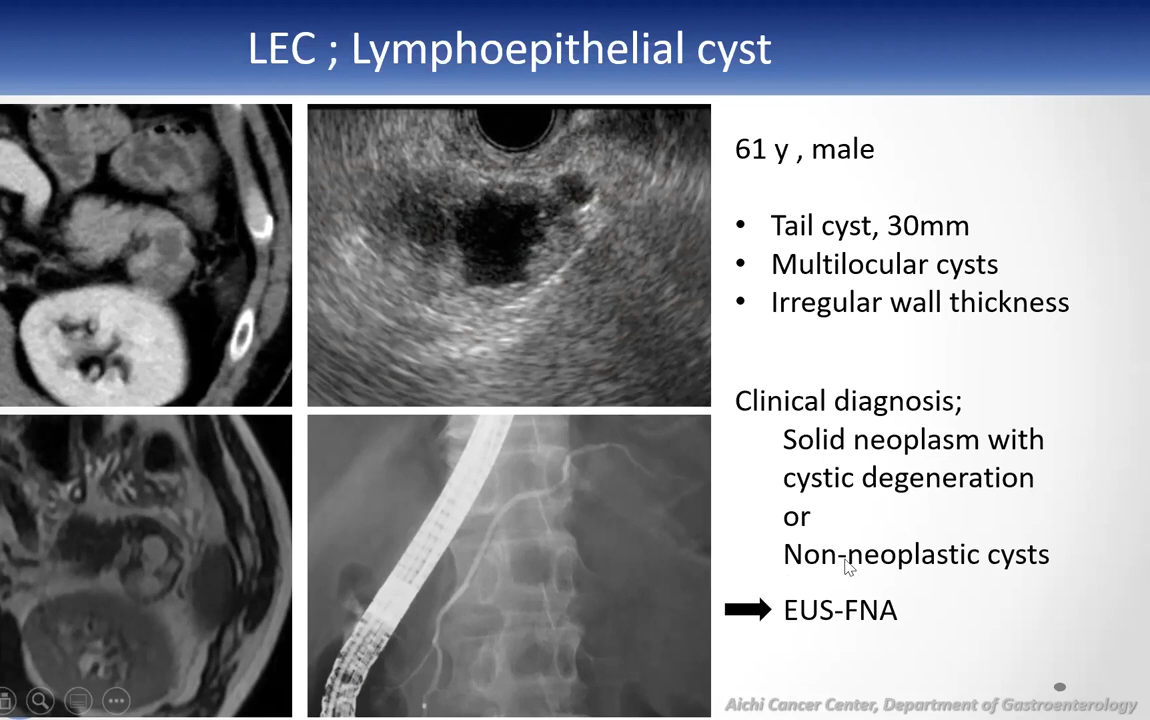 LEC ; Lymphoepithelial cyst
61 y , male
• Tail cyst, 30mm
• Multilocular cysts
• Irregular wall thickness
Clinical diagnosis;
Solid neoplasm with
cystic degeneration
or
Non-neoplastic cysts
EUS-FNA
Aichi Cancer Center, Department of Gastroenterology